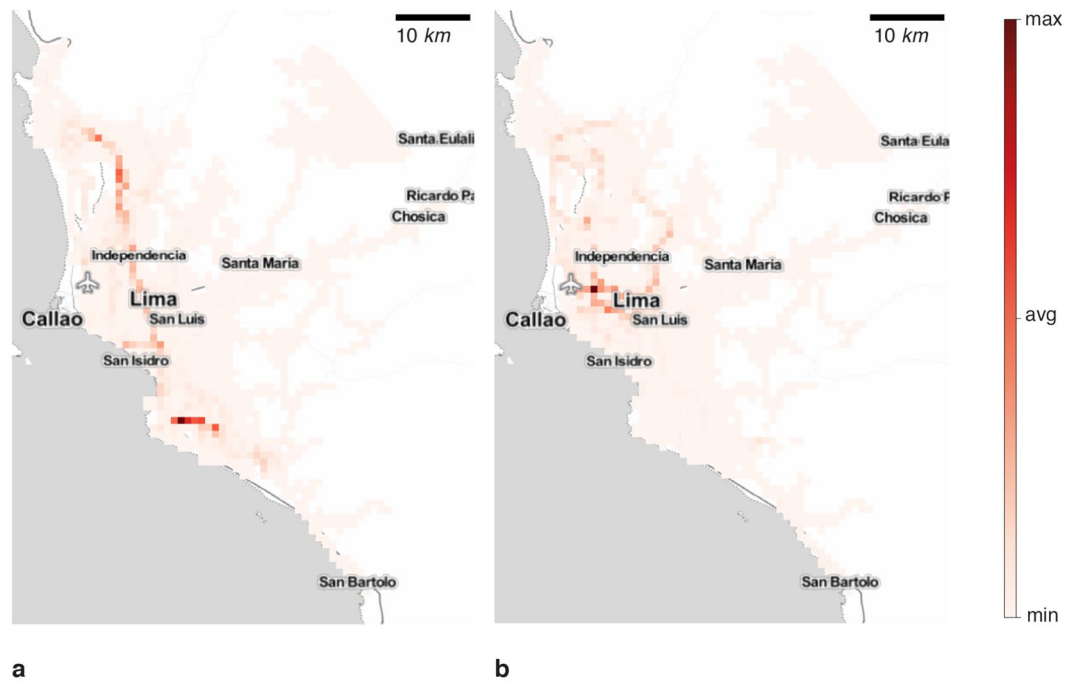 10 km
Santa Eulali
Ricardo Pa
Chosica
Independencia
Santa Maria
Lima
Callao
San Luis
San Isidro
San Bartolo
a
10 km
Santa Eula
Ricardo P
Chosica
Independencia
Santa Maria
Lima
Callao
San Luis
San Isidro
San Bartolo
b
max
avg
min